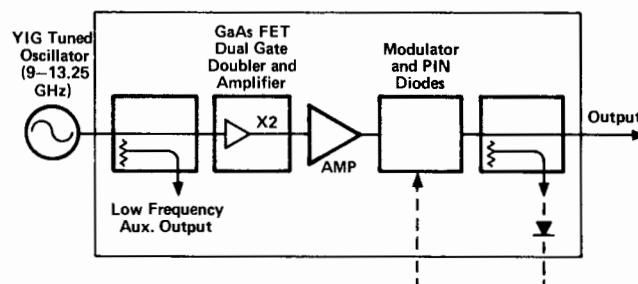 YIG Tuned
Oscillator
(9–13.25
GHz)
GaAs FET
Dual Gate
Doubler and
Amplifier
X2
AMP
Modulator
and PIN
Diodes
Output
Low Frequency
Aux. Output